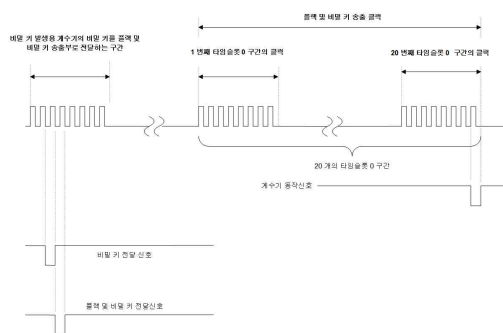 플랙 및 비밀 키 송출 클럭
비밀 키 발생용 계수기의 비밀 키를 플랙 및
비밀 키 송출부로 전달하는 구간
1 번째 타임슬롯 0 구간의 클럭
20 번째 타임슬롯 0 구간의 클럭
20 개의 타임슬롯 0 구간
계수기 동작신호
비밀 키 전달 신호
플랙 및 비밀 키 전달신호